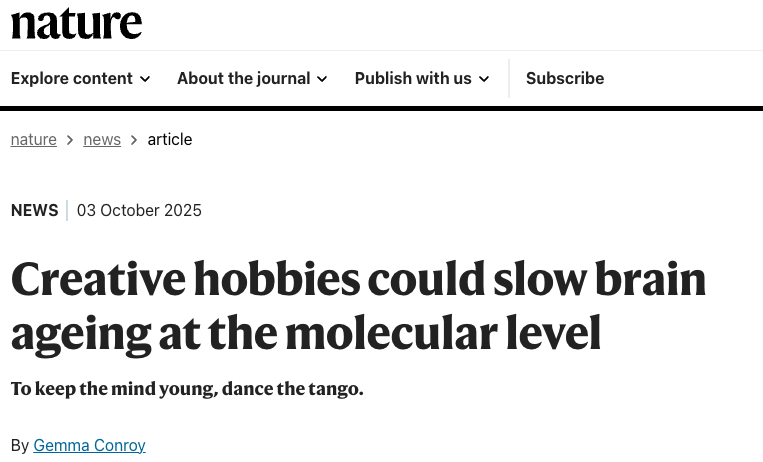 nature
Explore content About the journal Publish with us Subscribe
nature > news > article
NEWS | 03 October 2025
Creative hobbies could slow brain
ageing at the molecular level
To keep the mind young, dance the tango.
By Gemma Conroy